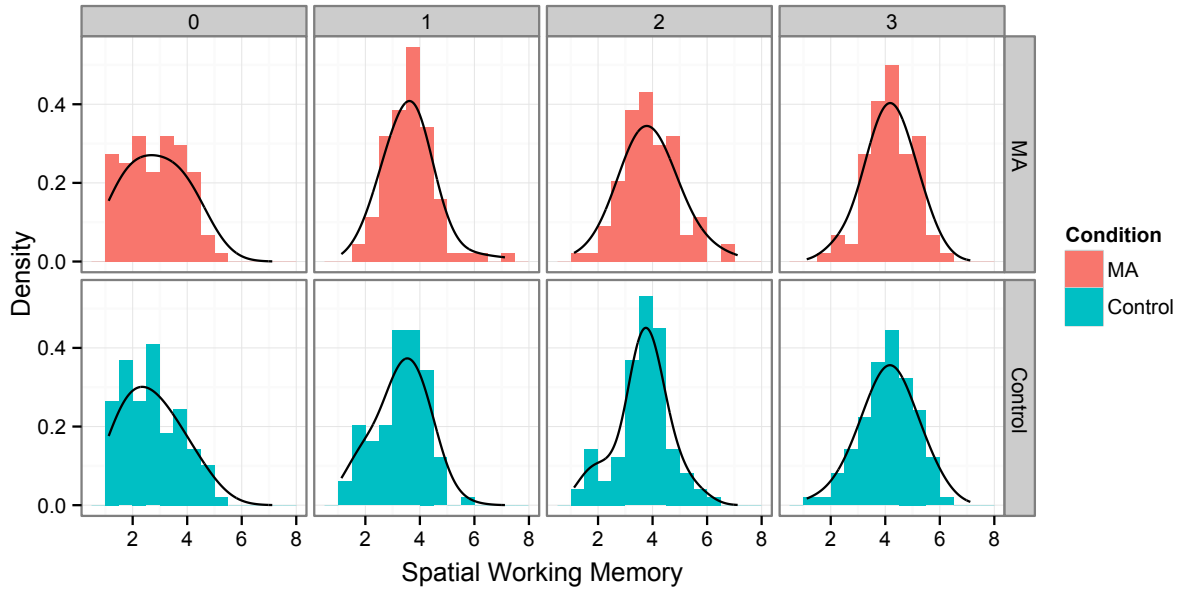 0 1 2 3
0.4
0.2
0.0
MA
0.4
0.2
0.0
Control
Density
2 4 6 8 2 4 6 8 2 4 6 8 2 4 6 8
Spatial Working Memory
Condition
MA
Control